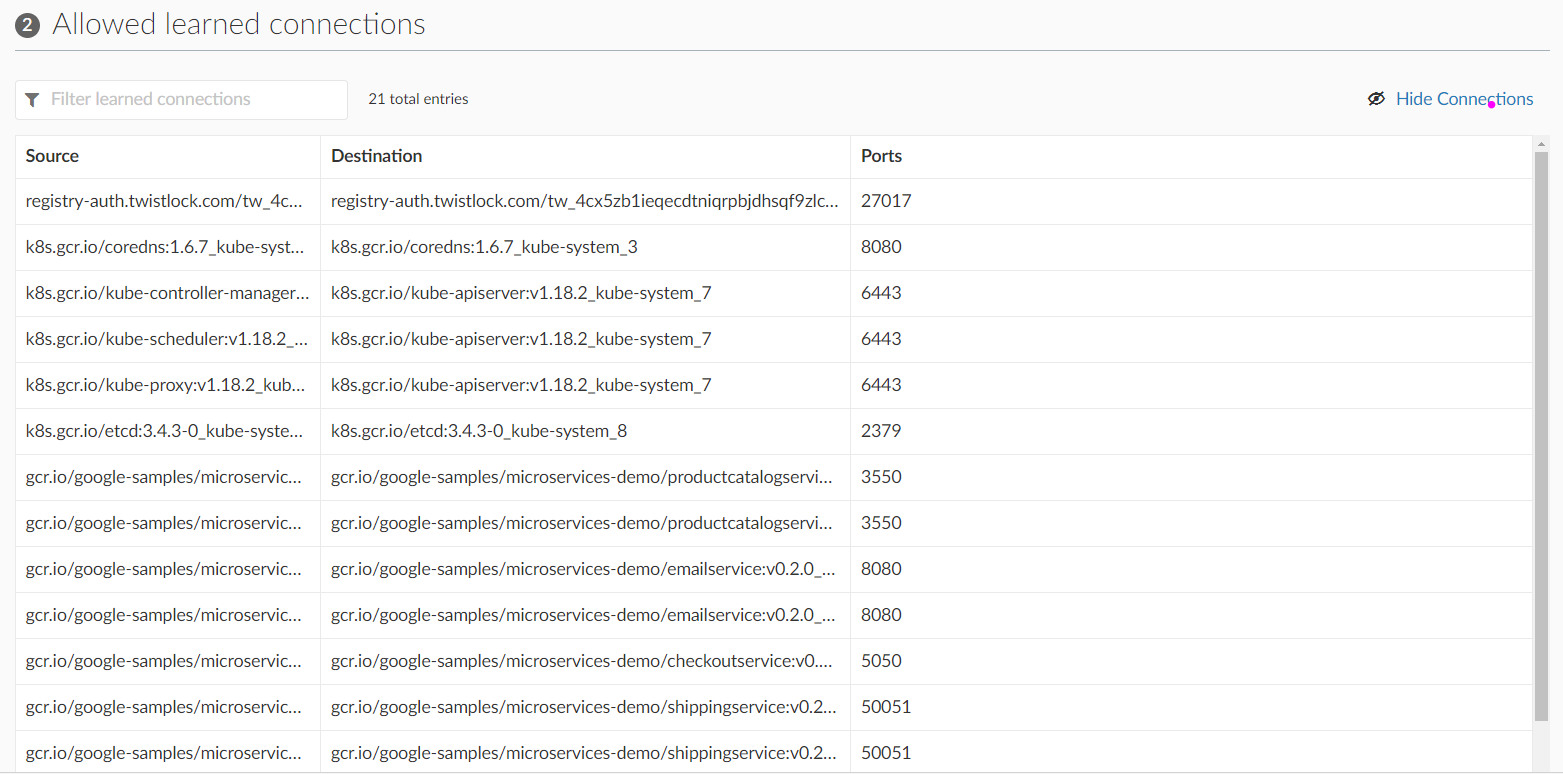 2 Allowed learned connections
Filter learned connections 21 total entries Hide Connections
Source Destination Ports
registry-auth.twistlock.com/tw_4c... registry-auth.twistlock.com/tw_4cx5zb1ieqecdtniqrpbjdhsqf9zlc... 27017
k8s.gcr.io/coredns:1.6.7_kube-syst... k8s.gcr.io/coredns:1.6.7_kube-system_3 8080
k8s.gcr.io/kube-controller-manager... k8s.gcr.io/kube-apiserver:v1.18.2_kube-system_7 6443
k8s.gcr.io/kube-scheduler:v1.18.2_... k8s.gcr.io/kube-apiserver:v1.18.2_kube-system_7 6443
k8s.gcr.io/kube-proxy:v1.18.2_kub... k8s.gcr.io/kube-apiserver:v1.18.2_kube-system_7 6443
k8s.gcr.io/etcd:3.4.3-0_kube-syste... k8s.gcr.io/etcd:3.4.3-0_kube-system_8 2379
gcr.io/google-samples/microservic... gcr.io/google-samples/microservices-demo/productcatalogservi... 3550
gcr.io/google-samples/microservic... gcr.io/google-samples/microservices-demo/productcatalogservi... 3550
gcr.io/google-samples/microservic... gcr.io/google-samples/microservices-demo/emailservice:v0.2.0_... 8080
gcr.io/google-samples/microservic... gcr.io/google-samples/microservices-demo/emailservice:v0.2.0_... 8080
gcr.io/google-samples/microservic... gcr.io/google-samples/microservices-demo/checkoutservice:v0.... 5050
gcr.io/google-samples/microservic... gcr.io/google-samples/microservices-demo/shippingservice:v0.2... 50051
gcr.io/google-samples/microservic... gcr.io/google-samples/microservices-demo/shippingservice:v0.2... 50051